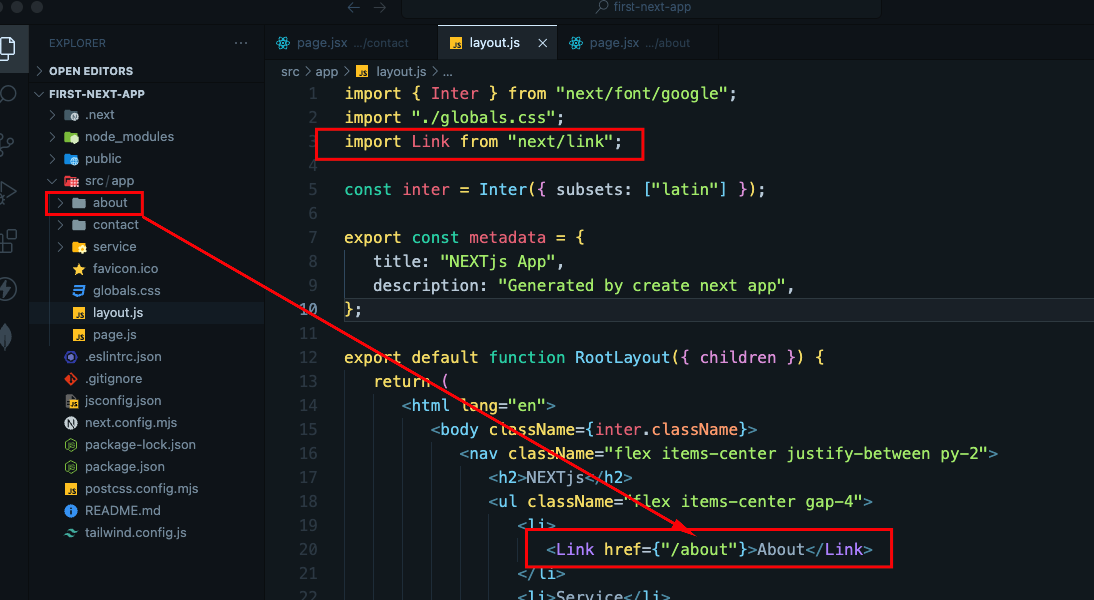 first-next-app
EXPLORER
OPEN EDITORS
FIRST-NEXT-APP
.next
node_modules
public
src/app
about
contact
service
favicon.ico
globals.css
layout.js
page.js
.eslintrc.json
.gitignore
jsconfig.json
next.config.mjs
package-lock.json
package.json
postcss.config.mjs
README.md
tailwind.config.js
page.jsx .../contact
layout.js
page.jsx .../about
src > app > JS layout.js > ...
1 import { Inter } from "next/font/google";
2 import "./globals.css";
3 import Link from "next/link";
4
5 const inter = Inter({ subsets: ["latin"] });
6
7 export const metadata = {
8 title: "NEXTjs App",
9 description: "Generated by create next app",
10 };
11
12 export default function RootLayout({ children }) {
13 return (
14 <html lang="en">
15 <body className={inter.className}>
16 <nav className="flex items-center justify-between py-2">
17 <h2>NEXTjs</h2>
18 <ul className="flex items-center gap-4">
19 <li>
20 <Link href={"/about"}>About</Link>
21 </li>
22 <li>Service</li>